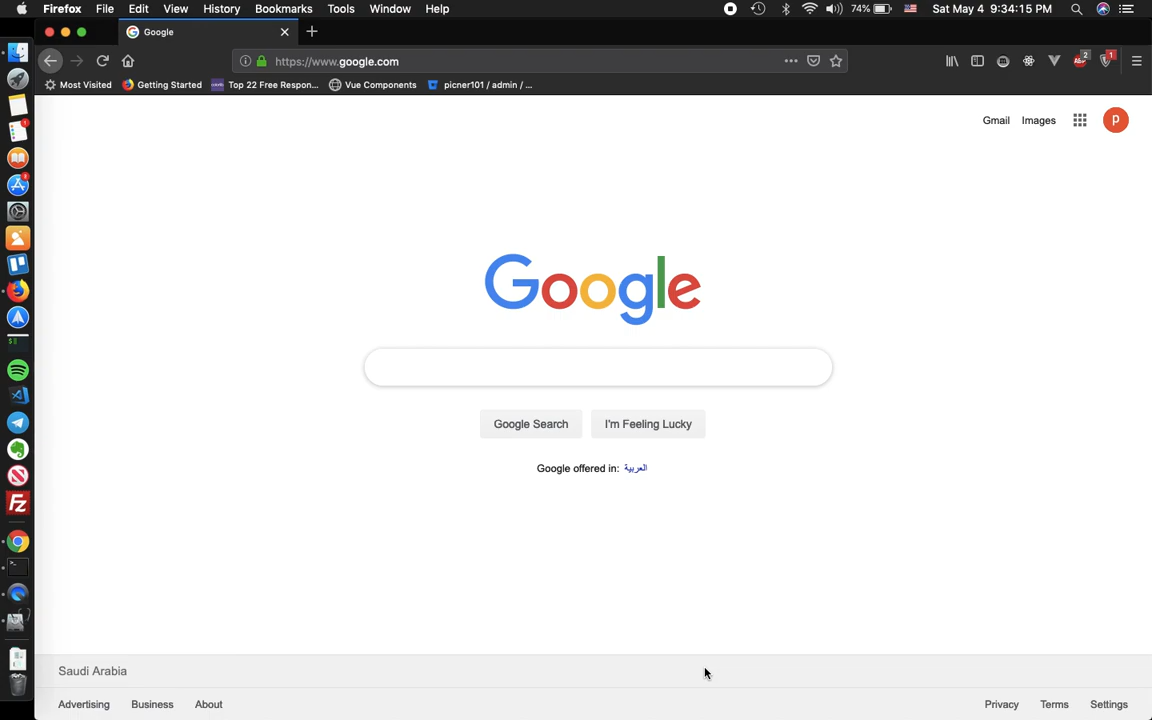 Firefox File Edit View History Bookmarks Tools Window Help 74% Sat May 4 9:34:15 PM
Google
https://www.google.com
Most Visited Getting Started Top 22 Free Respon... Vue Components picner101 / admin / ...
Gmail Images p
Google
Google Search I'm Feeling Lucky
Google offered in: العربية
Saudi Arabia
Advertising Business About Privacy Terms Settings